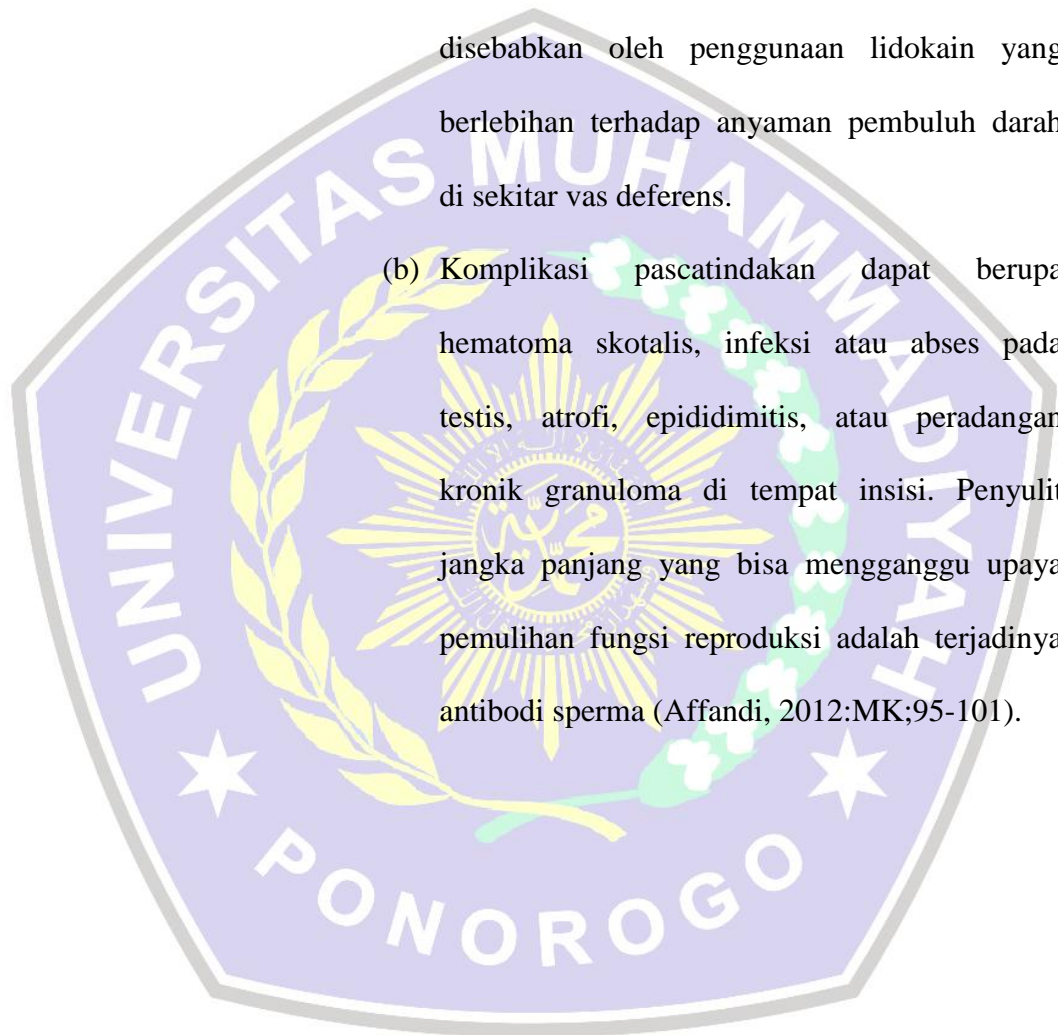 disebabkan oleh penggunaan lidokain yang
berlebihan terhadap anyaman pembuluh darah
di sekitar vas deferens.
(b) Komplikasi pascatindakan dapat berupa
hematoma skotalis, infeksi atau abses pada
testis, atrofi, epididimitis, atau peradangan
kronik granuloma di tempat insisi. Penyulit
jangka panjang yang bisa mengganggu upaya
pemulihan fungsi reproduksi adalah terjadinya
antibodi sperma (Affandi, 2012:MK;95-101).
UNIVERSITAS MUHAMMADIYAH
PONOROGO